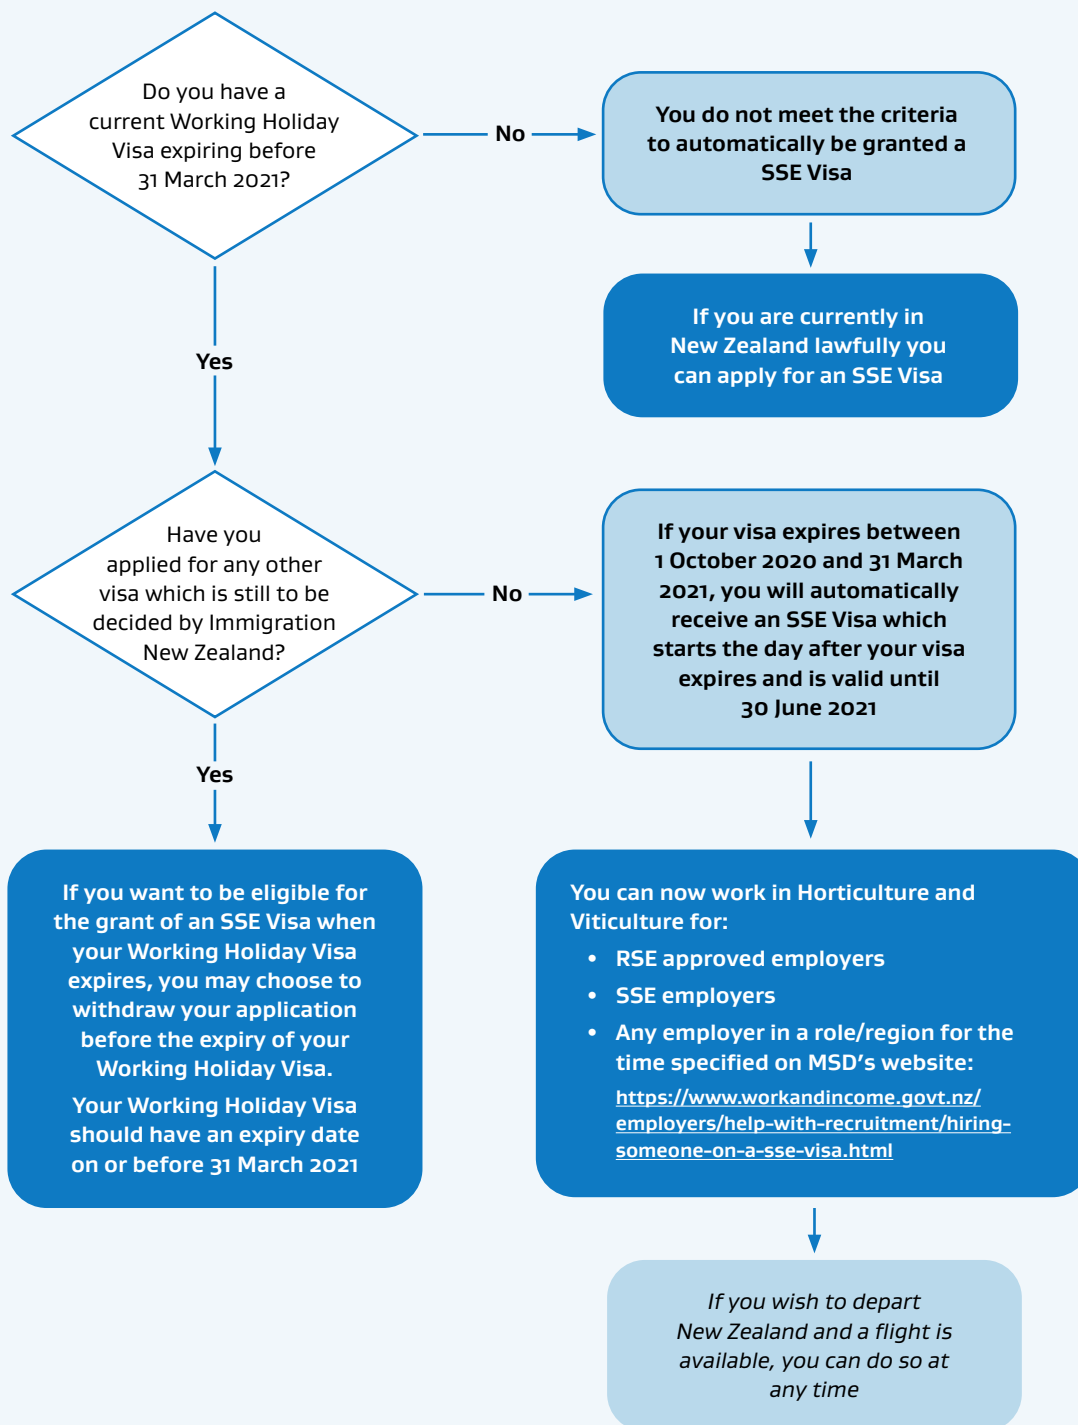 Do you have a
current Working Holiday
Visa expiring before
31 March 2021?
No
You do not meet the criteria
to automatically be granted a
SSE Visa
If you are currently in
New Zealand lawfully you
can apply for an SSE Visa
Yes
Have you
applied for any other
visa which is still to be
decided by Immigration
New Zealand?
No
If your visa expires between
1 October 2020 and 31 March
2021, you will automatically
receive an SSE Visa which
starts the day after your visa
expires and is valid until
30 June 2021
Yes
If you want to be eligible for
the grant of an SSE Visa when
your Working Holiday Visa
expires, you may choose to
withdraw your application
before the expiry of your
Working Holiday Visa.
Your Working Holiday Visa
should have an expiry date
on or before 31 March 2021
You can now work in Horticulture and
Viticulture for:
• RSE approved employers
• SSE employers
• Any employer in a role/region for the
time specified on MSD's website:
https://www.workandincome.govt.nz/
employers/help-with-recruitment/hiring-
someone-on-a-sse-visa.html
If you wish to depart
New Zealand and a flight is
available, you can do so at
any time